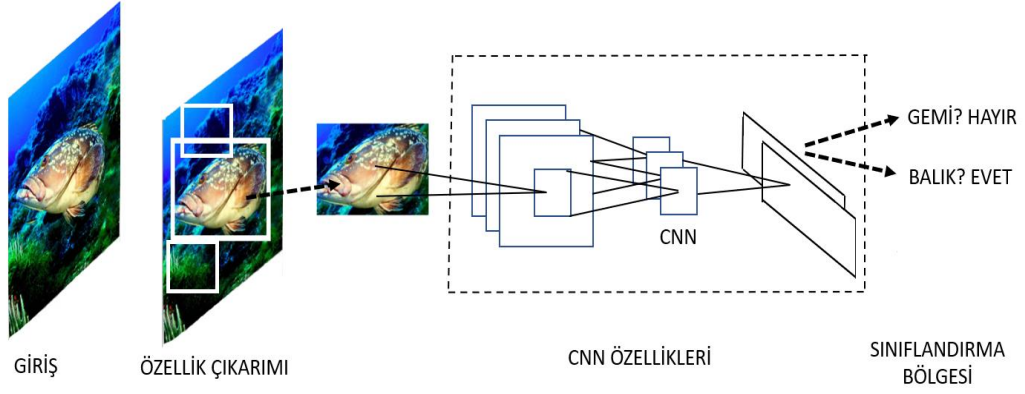 GEMİ? HAYIR
BALIK? EVET
CNN
GİRİŞ
ÖZELLİK ÇIKARIMI
CNN ÖZELLİKLERİ
SINIFLANDIRMA
BÖLGESİ